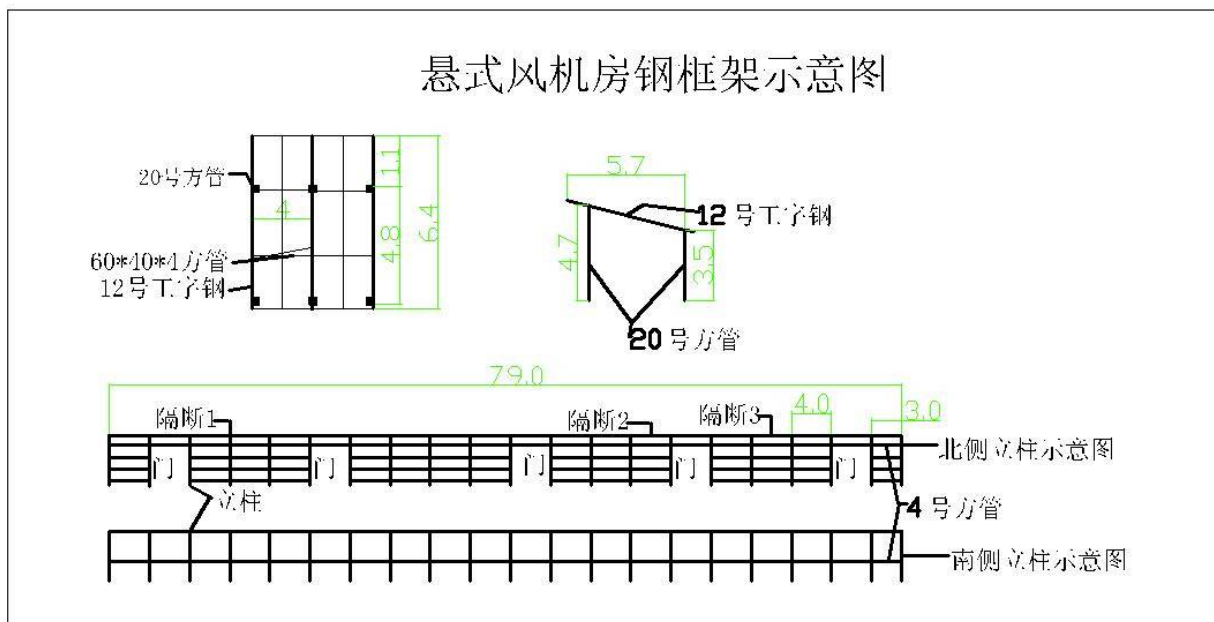 悬式风机房钢框架示意图
20号方管
1.1
4
4.8
6.4
60*40*4方管
12号工字钢
5.7
12号工字钢
4.7
3.5
20号方管
79.0
隔断1
隔断2
隔断3
4.0
3.0
门
门
门
门
门
北侧立柱示意图
立柱
4号方管
南侧立柱示意图